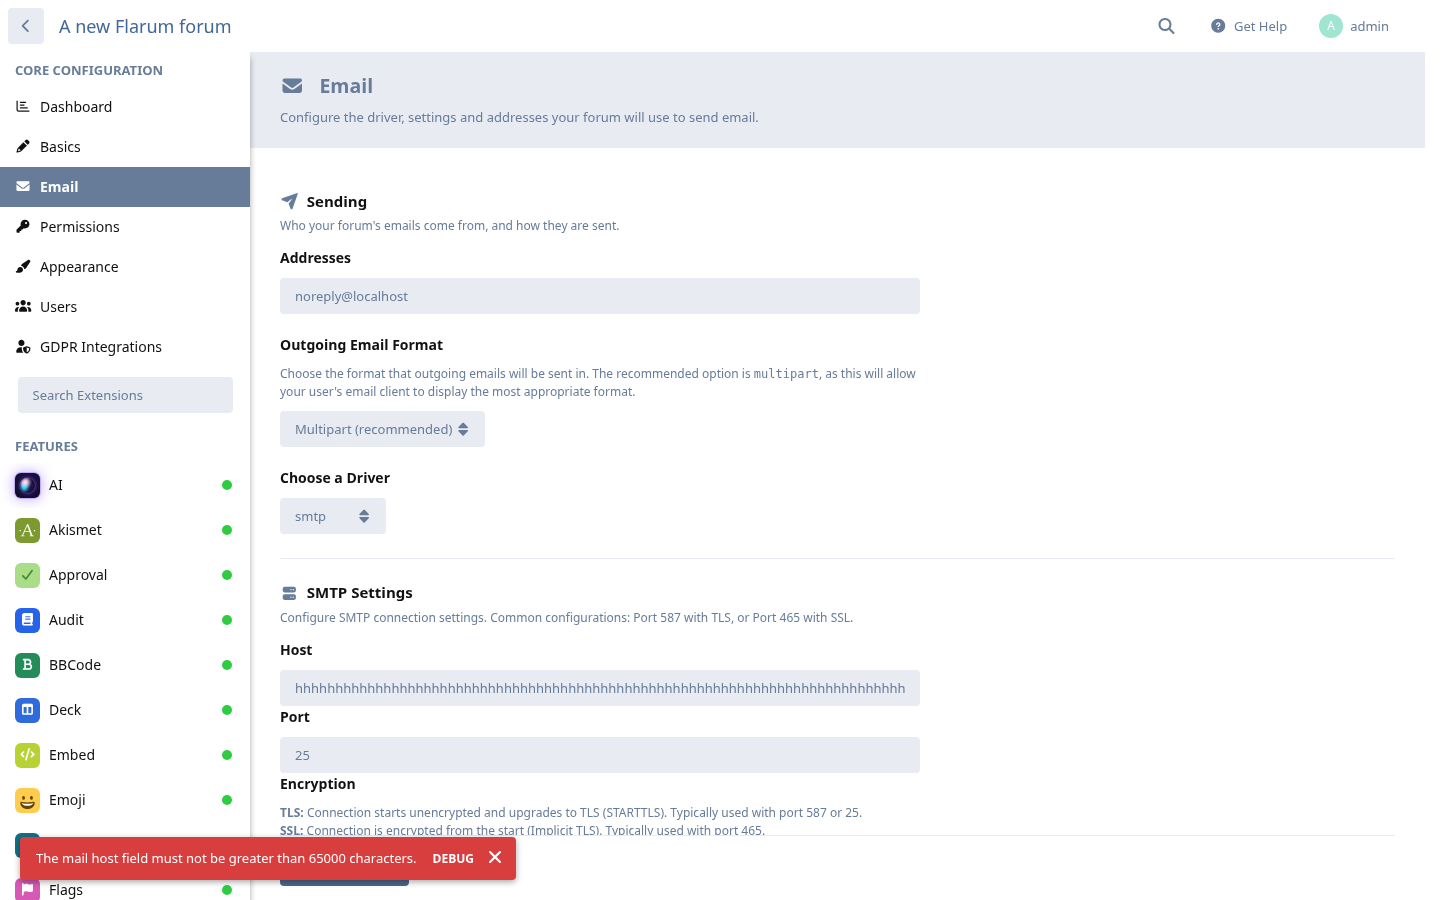 A new Flarum forum
Get Help
A admin
CORE CONFIGURATION
Dashboard
Basics
Email
Permissions
Appearance
Users
GDPR Integrations
Search Extensions
FEATURES
AI
A Akismet
Approval
Audit
B BBCode
Deck
Embed
Emoji
Flags
Email
Configure the driver, settings and addresses your forum will use to send email.
Sending
Who your forum's emails come from, and how they are sent.
Addresses
noreply@localhost
Outgoing Email Format
Choose the format that outgoing emails will be sent in. The recommended option is multipart, as this will allow
your user's email client to display the most appropriate format.
Multipart (recommended)
Choose a Driver
smtp
SMTP Settings
Configure SMTP connection settings. Common configurations: Port 587 with TLS, or Port 465 with SSL.
Host
Port
25
Encryption
TLS: Connection starts unencrypted and upgrades to TLS (STARTTLS). Typically used with port 587 or 25.
SSL: Connection is encrypted from the start (Implicit TLS). Typically used with port 465.
The mail host field must not be greater than 65000 characters. DEBUG